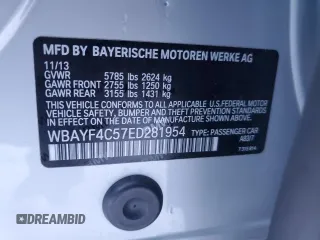 MFD BY BAYERISCHE MOTOREN WERKE AG
11/13
GVWR 5785 lbs 2624 kg
GAWR FRONT 2755 lbs 1250 kg
GAWR REAR 3155 lbs 1431 kg
THIS VEHICLE CONFORMS TO ALL APPLICABLE U.S.FEDERAL MOTOR
VEHICLE SAFETY, BUMPER, AND THEFT PREVENTION STANDARDS
IN EFFECT ON THE DATE OF MANUFACTURE SHOWN ABOVE.
WBAYF4C57ED281954 TYPE: PASSENGER CAR
DREAMBID